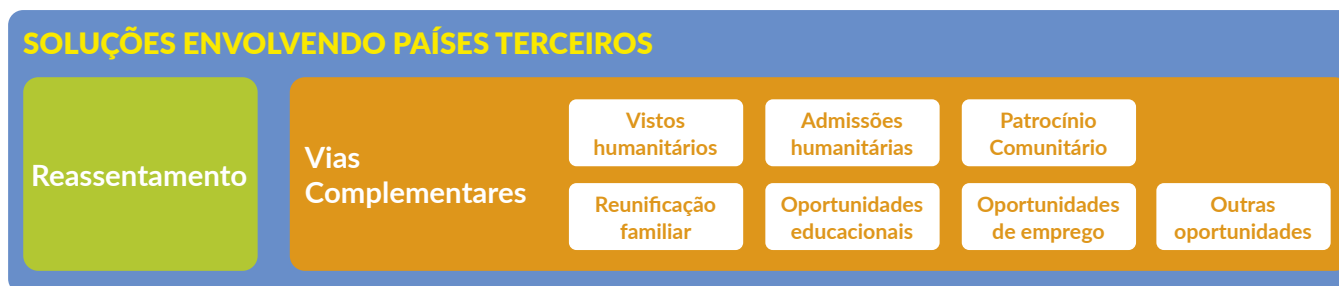 SOLUÇÕES ENVOLVENDO PAÍSES TERCEIROS
Reassentamento
Vias
Complementares
Vistos
humanitários
Admissões
humanitárias
Patrocínio
Comunitário
Reunificação
familiar
Oportunidades
educacionais
Oportunidades
de emprego
Outras
oportunidades